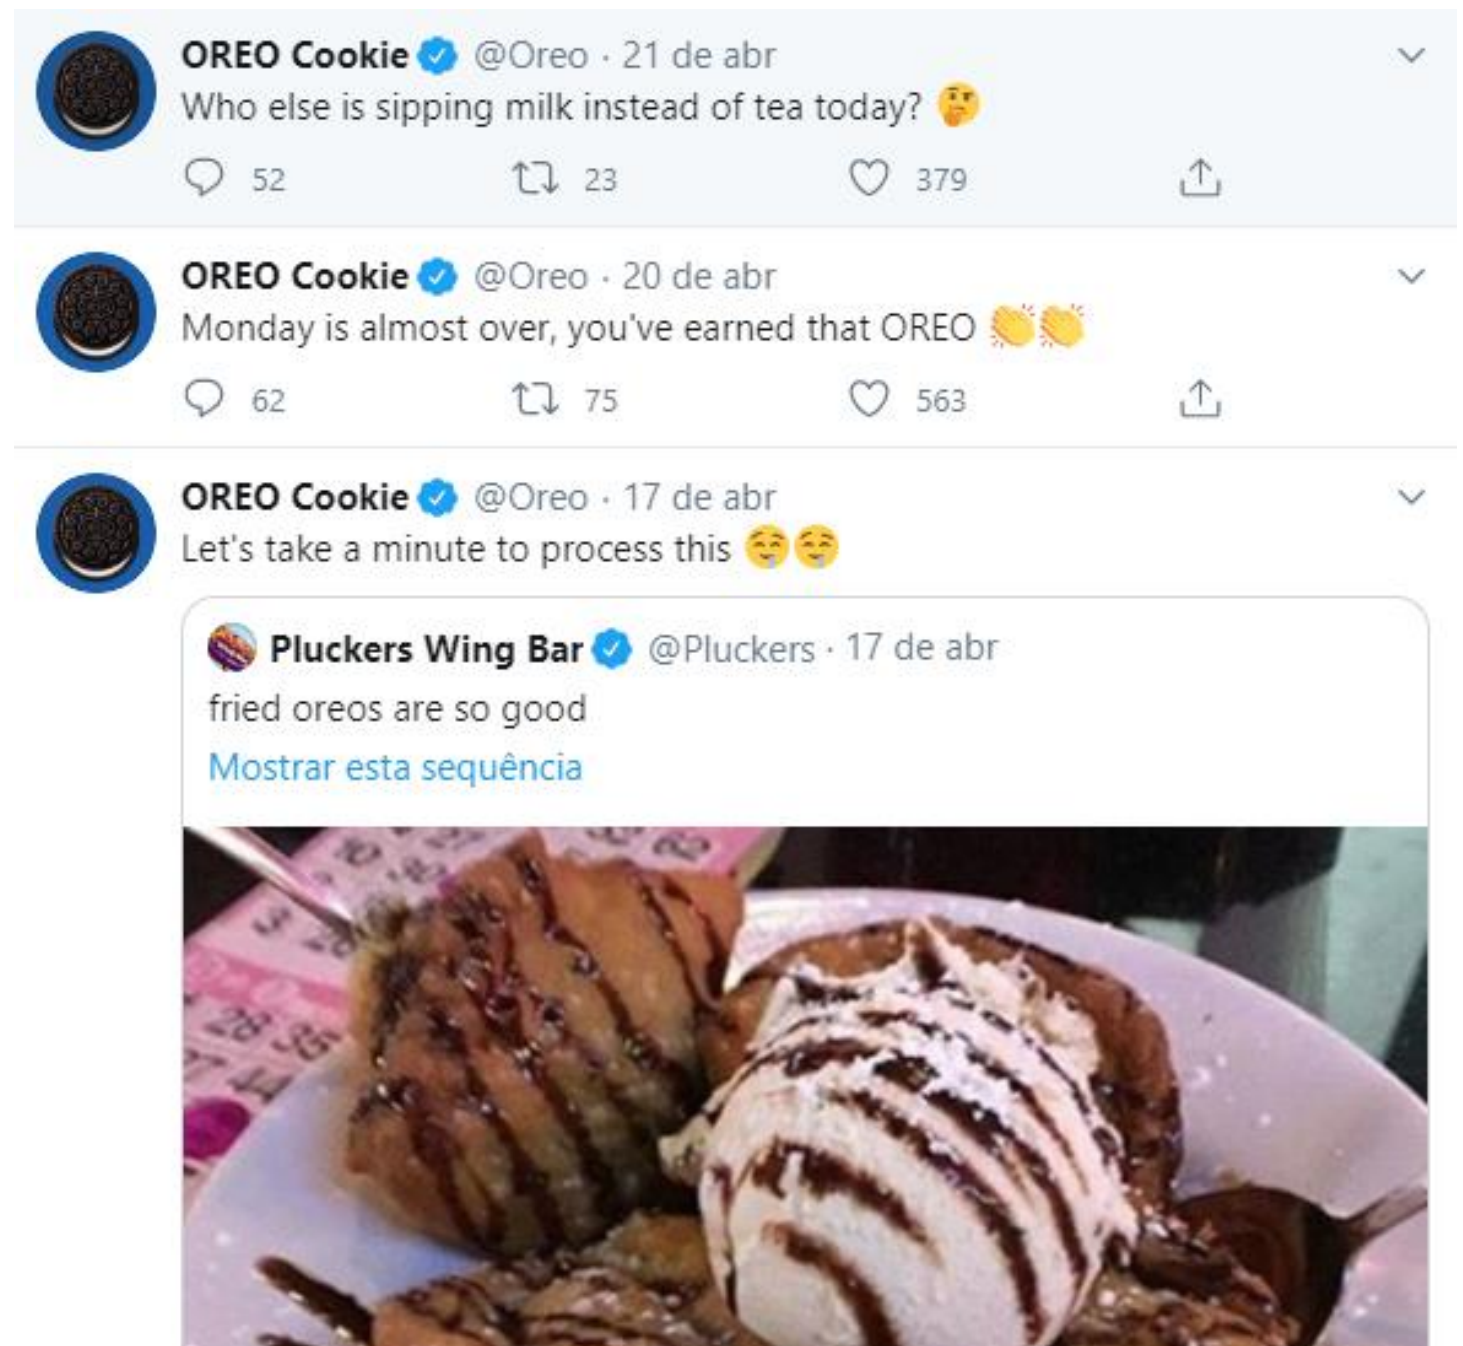 OREO Cookie @Oreo · 21 de abr
Who else is sipping milk instead of tea today? 🤔
52 23 379
OREO Cookie @Oreo · 20 de abr
Monday is almost over, you've earned that OREO 👏👏
62 75 563
OREO Cookie @Oreo · 17 de abr
Let's take a minute to process this 🤤🤤
Pluckers Wing Bar @Pluckers · 17 de abr
fried oreos are so good
Mostrar esta sequência
62
28 35